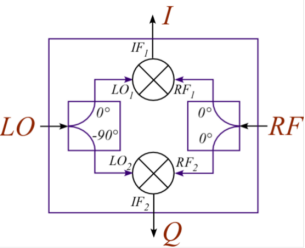 I
IF₁
LO₁ RF₁
0° 0°
LO RF
-90° 0°
LO₂ RF₂
IF₂
Q